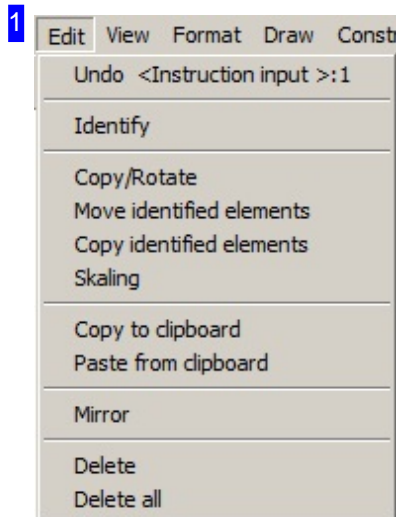 1
Edit View Format Draw Constr
Undo <Instruction input >:1
Identify
Copy/Rotate
Move identified elements
Copy identified elements
Skaling
Copy to clipboard
Paste from clipboard
Mirror
Delete
Delete all